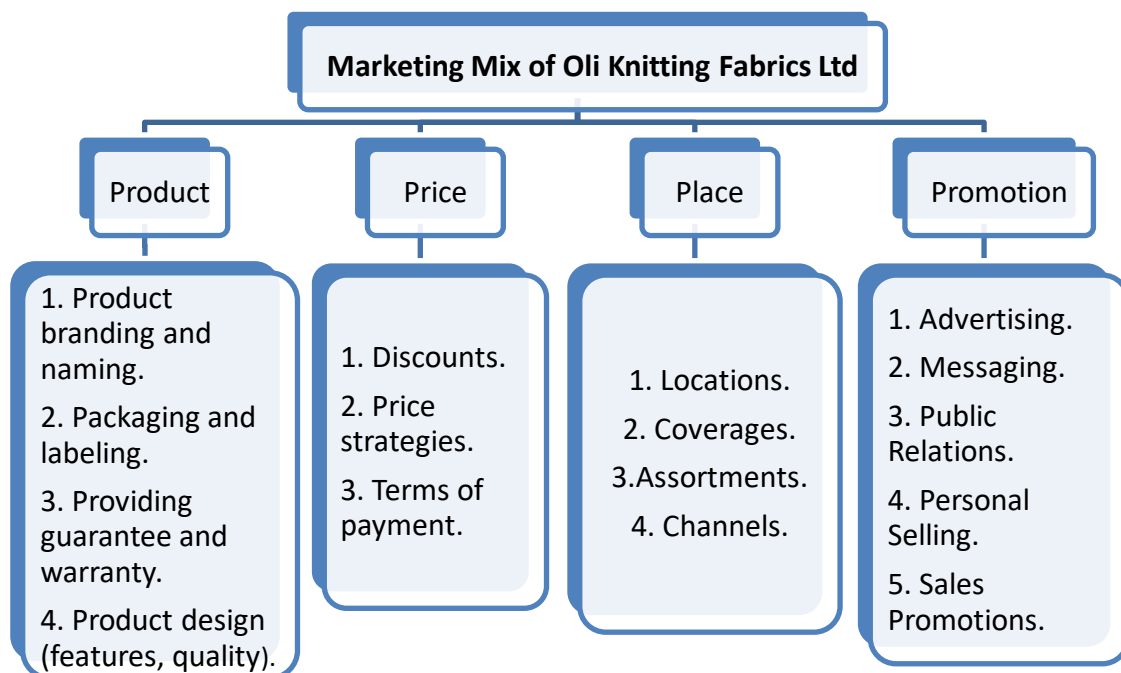 Marketing Mix of Oli Knitting Fabrics Ltd
Product
Price
Place
Promotion
1. Product
branding and
naming.
2. Packaging and
labeling.
3. Providing
guarantee and
warranty.
4. Product design
(features, quality).
1. Discounts.
2. Price
strategies.
3. Terms of
payment.
1. Locations.
2. Coverages.
3.Assortments.
4. Channels.
1. Advertising.
2. Messaging.
3. Public
Relations.
4. Personal
Selling.
5. Sales
Promotions.